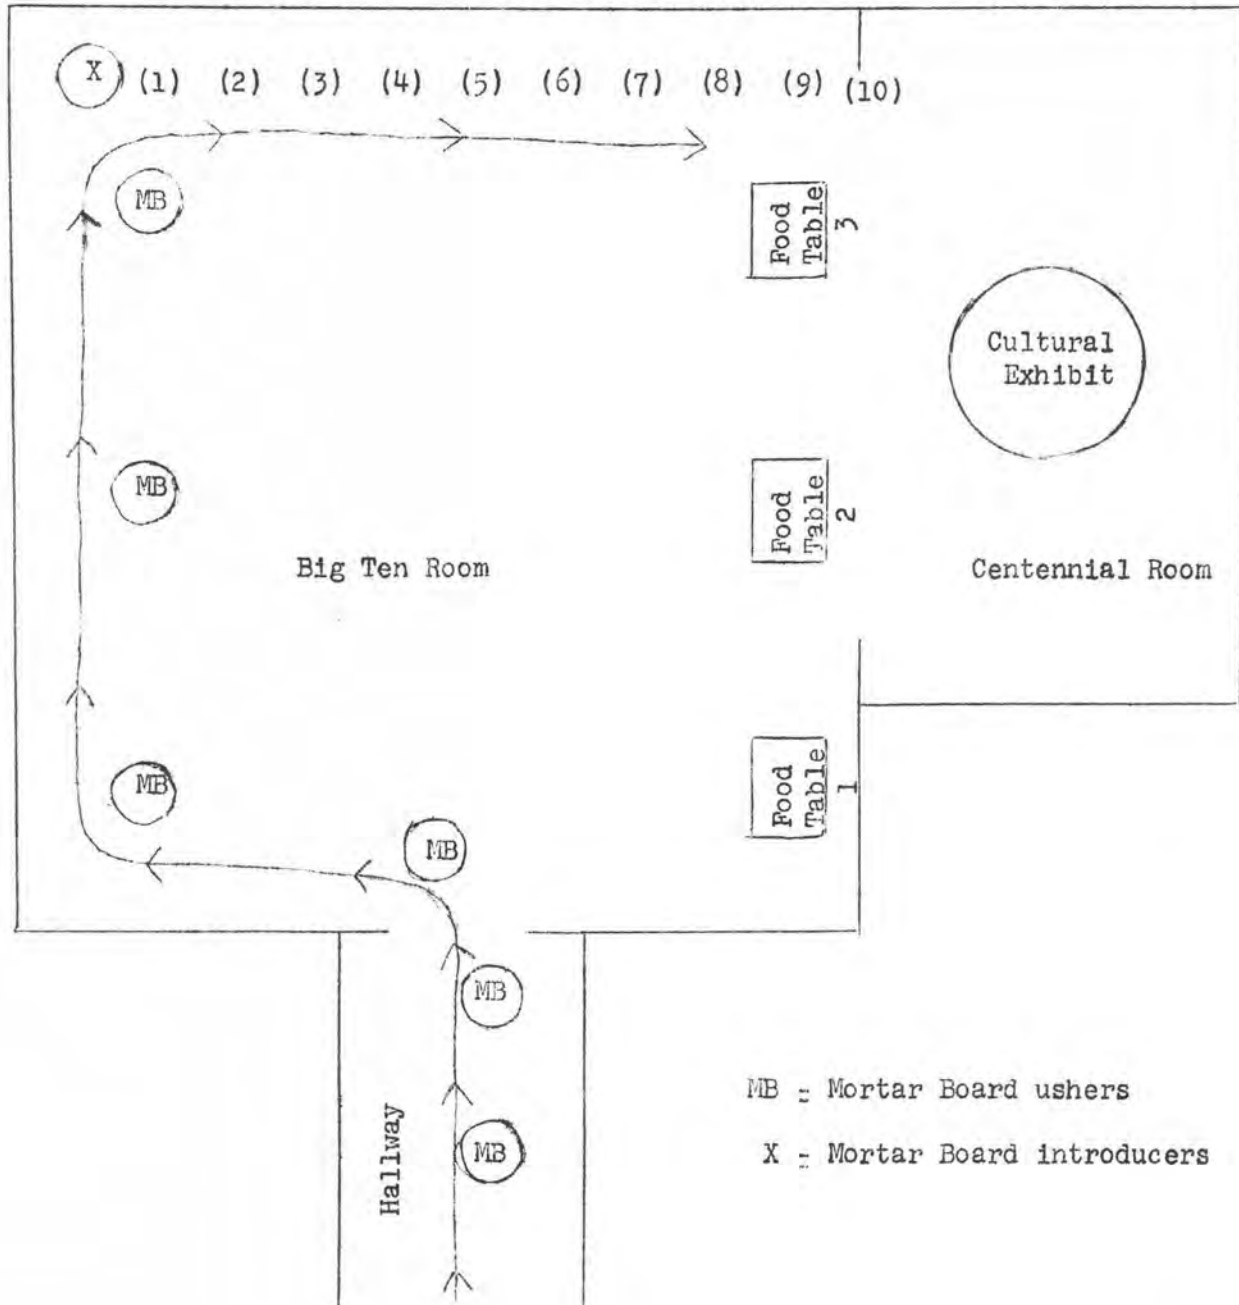 X (1) (2) (3) (4) (5) (6) (7) (8) (9) (10)
MB
Food
Table
3
Cultural
Exhibit
MB
Food
Table
2
Big Ten Room
Centennial Room
MB
Food
Table
1
MB
MB
MB
Hallway
MB = Mortar Board ushers
X = Mortar Board introducers